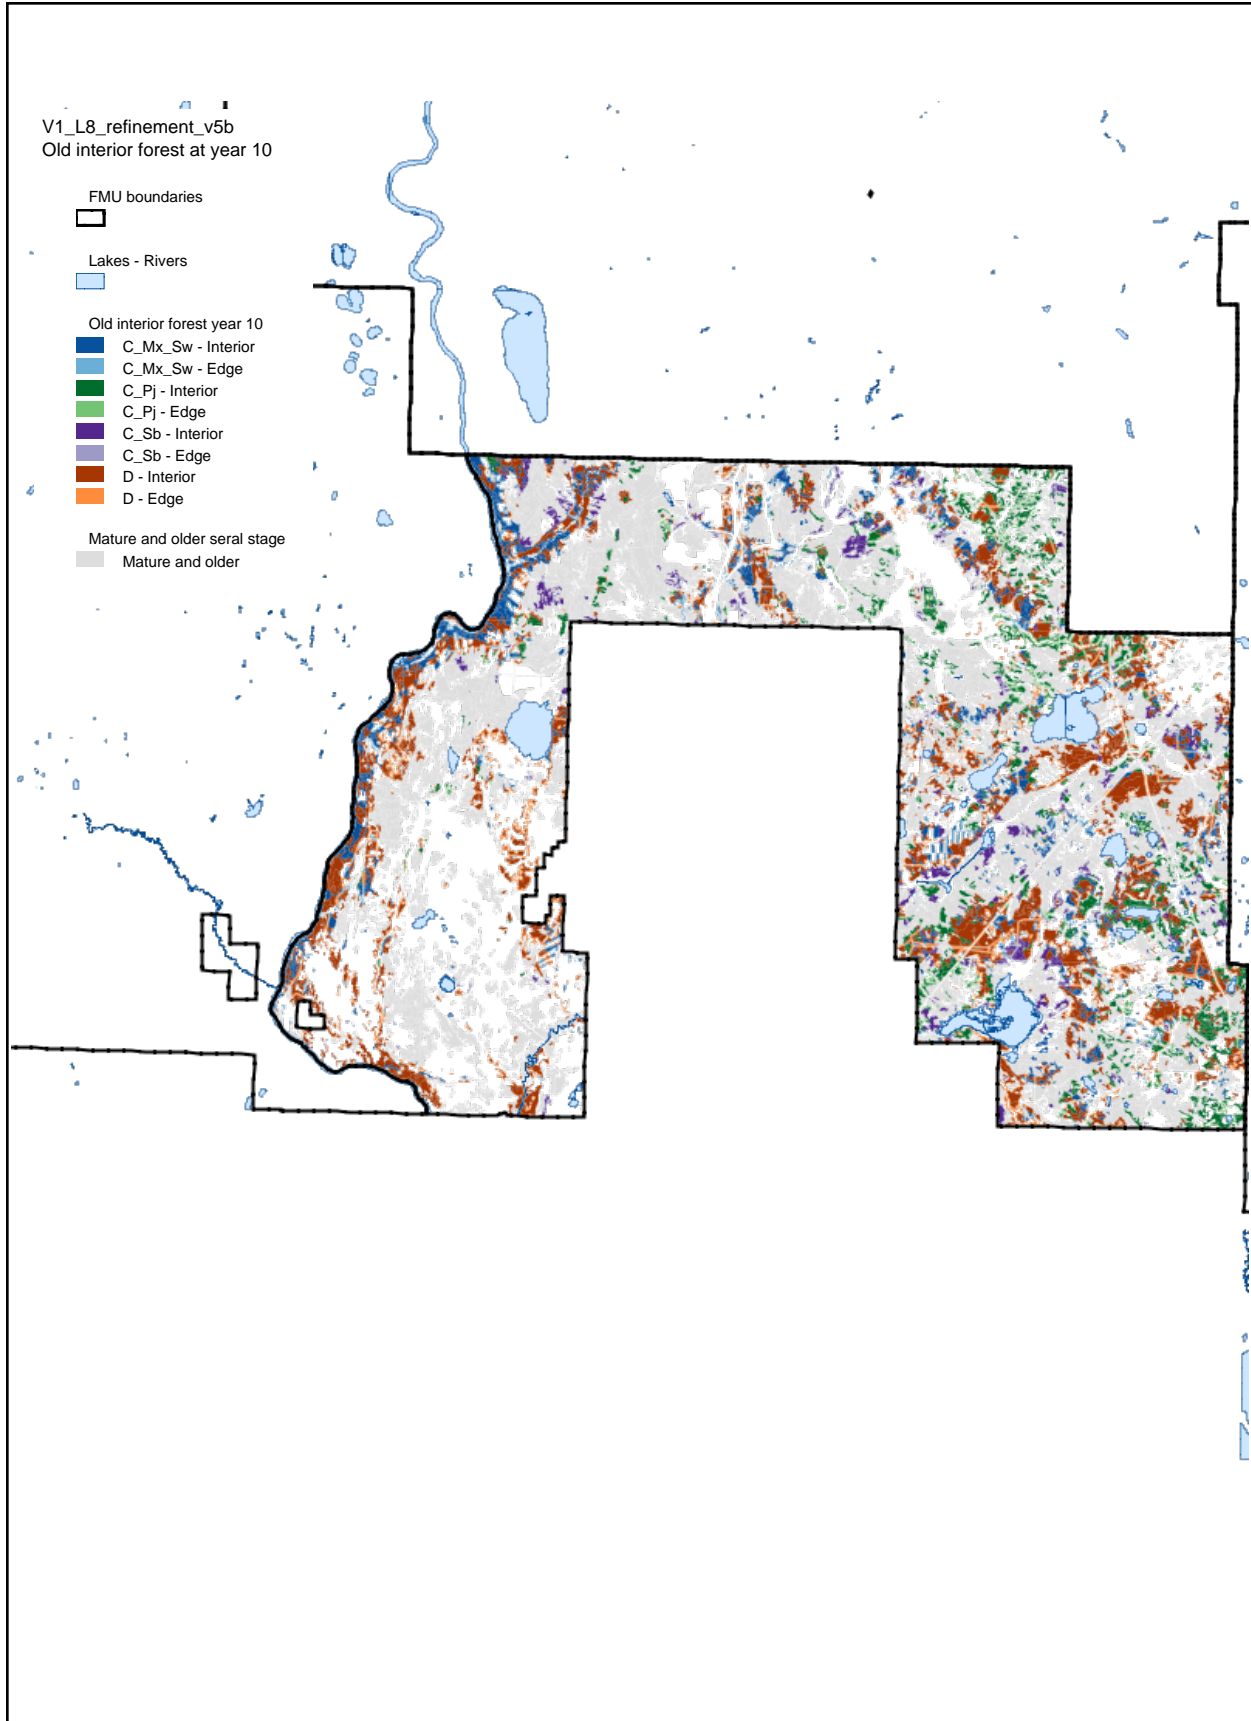 V1_L8_refinement_v5b
Old interior forest at year 10
FMU boundaries
Lakes - Rivers
Old interior forest year 10
C_Mx_Sw - Interior
C_Mx_Sw - Edge
C_Pj - Interior
C_Pj - Edge
C_Sb - Interior
C_Sb - Edge
D - Interior
D - Edge
Mature and older seral stage
Mature and older